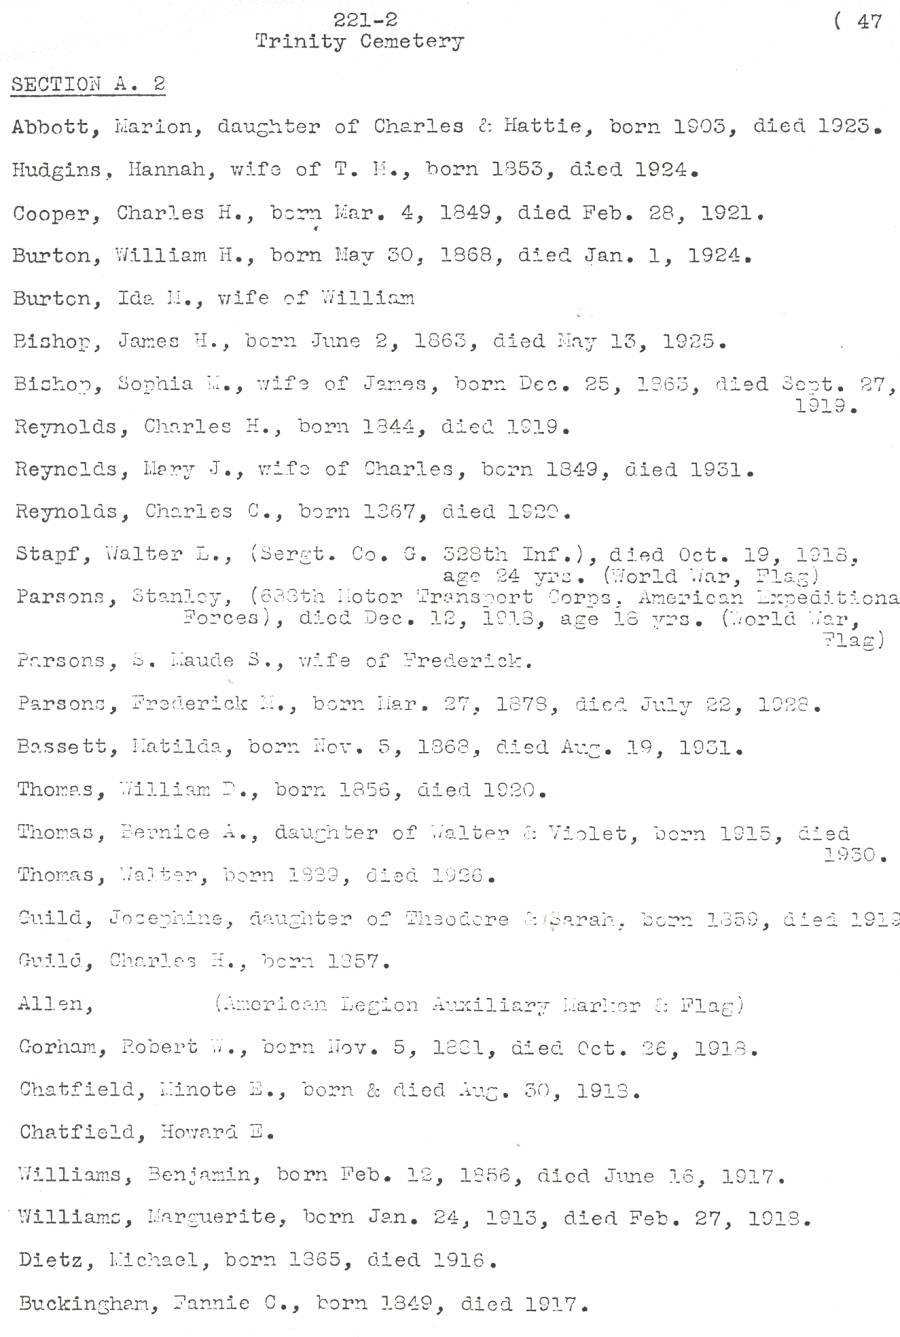 221-2
( 47
Trinity Cemetery
SECTION A. 2
Abbott, Marion, daughter of Charles & Hattie, born 1903, died 1923.
Hudgins, Hannah, wife of T. M., born 1853, died 1924.
Cooper, Charles H., born Mar. 4, 1849, died Feb. 28, 1921.
Burton, William H., born May 30, 1868, died Jan. 1, 1924.
Burton, Ida M., wife of William
Bishop, James H., born June 2, 1863, died May 13, 1925.
Bishop, Sophia M., wife of James, born Dec. 25, 1863, died Sept. 27,
1919.
Reynolds, Charles H., born 1844, died 1919.
Reynolds, Mary J., wife of Charles, born 1849, died 1931.
Reynolds, Charles C., born 1867, died 1920.
Stapf, Walter L., (Sergt. Co. G. 328th Inf.), died Oct. 19, 1918,
age 24 yrs. (World War, Flag)
Parsons, Stanley, (638th Motor Transport Corps, American Expeditiona
Forces), died Dec. 12, 1918, age 18 yrs. (World War,
Flag)
Parsons, S. Maude S., wife of Frederick.
Parsons, Frederick M., born Mar. 27, 1878, died July 22, 1928.
Bassett, Matilda, born Nov. 5, 1868, died Aug. 19, 1931.
Thomas, William D., born 1856, died 1920.
Thomas, Bernice A., daughter of Walter & Violet, born 1915, died
1930.
Thomas, Walter, born 1889, died 1926.
Guild, Josephine, daughter of Theodore & Sarah, born 1859, died 1919
Guild, Charles H., born 1857.
Allen, (American Legion Auxiliary Marker & Flag)
Gorham, Robert W., born Nov. 5, 1881, died Oct. 26, 1918.
Chatfield, Minote E., born & died Aug. 30, 1918.
Chatfield, Howard E.
Williams, Benjamin, born Feb. 12, 1856, died June 16, 1917.
Williams, Marguerite, born Jan. 24, 1913, died Feb. 27, 1918.
Dietz, Michael, born 1865, died 1916.
Buckingham, Fannie C., born 1849, died 1917.